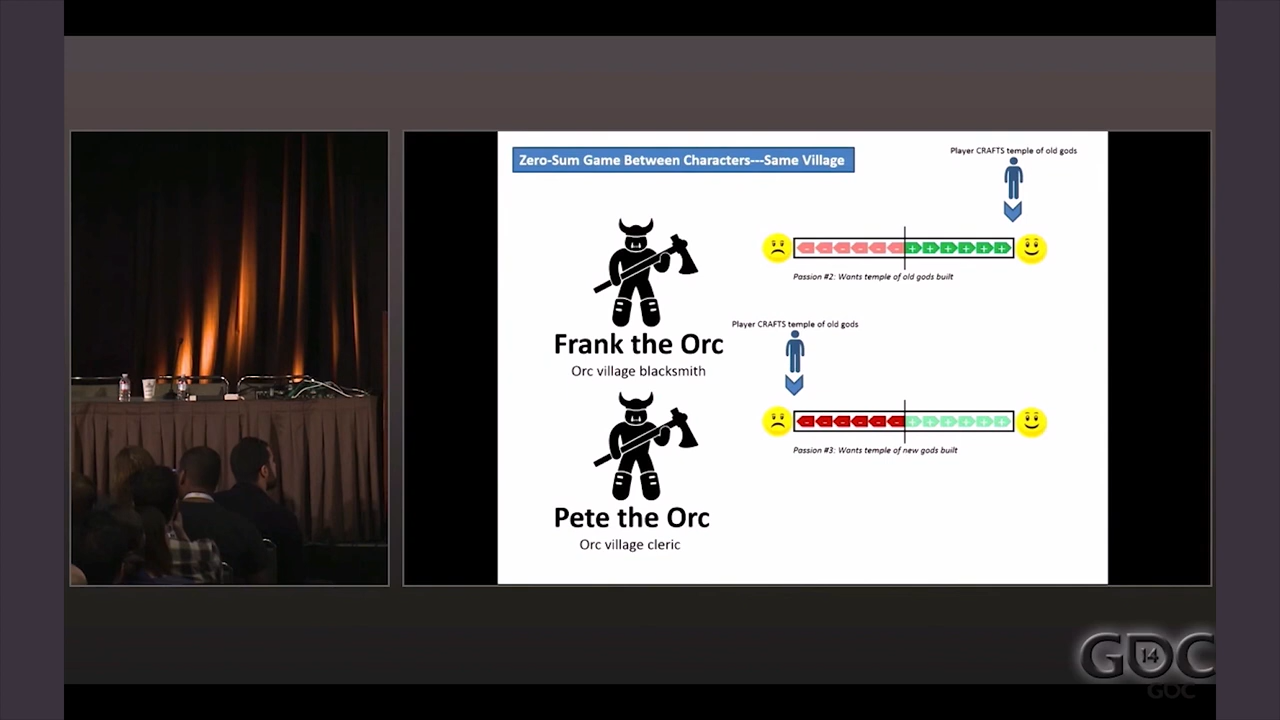 Zero-Sum Game Between Characters---Same Village
Player CRAFTS temple of old gods
Passion #2: Wants temple of old gods built
Frank the Orc
Orc village blacksmith
Player CRAFTS temple of old gods
Passion #3: Wants temple of new gods built
Pete the Orc
Orc village cleric
GDC
14
GDC